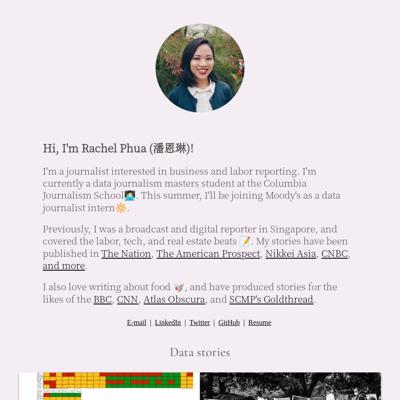 Hi, I'm Rachel Phua (潘恩琳)!
I'm a journalist interested in business and labor reporting. I'm
currently a data journalism masters student at the Columbia
Journalism School👩🏻‍💻. This summer, I'll be joining Moody's as a data
journalist intern🔆.
Previously, I was a broadcast and digital reporter in Singapore, and
covered the labor, tech, and real estate beats 📝. My stories have been
published in The Nation, The American Prospect, Nikkei Asia, CNBC,
and more.
I also love writing about food 🥡, and have produced stories for the
likes of the BBC, CNN, Atlas Obscura, and SCMP's Goldthread.
E-mail | LinkedIn | Twitter | GitHub | Resume
Data stories